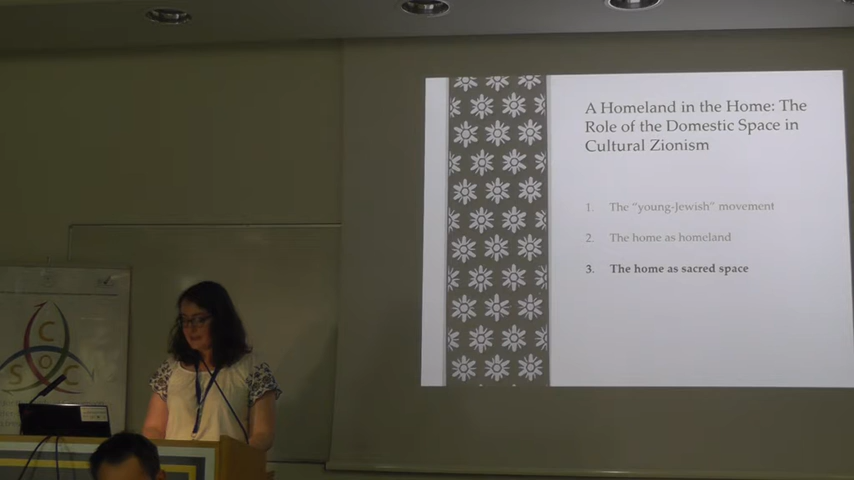 A Homeland in the Home: The
Role of the Domestic Space in
Cultural Zionism
1. The "young-Jewish" movement
2. The home as homeland
3. The home as sacred space
C
S C